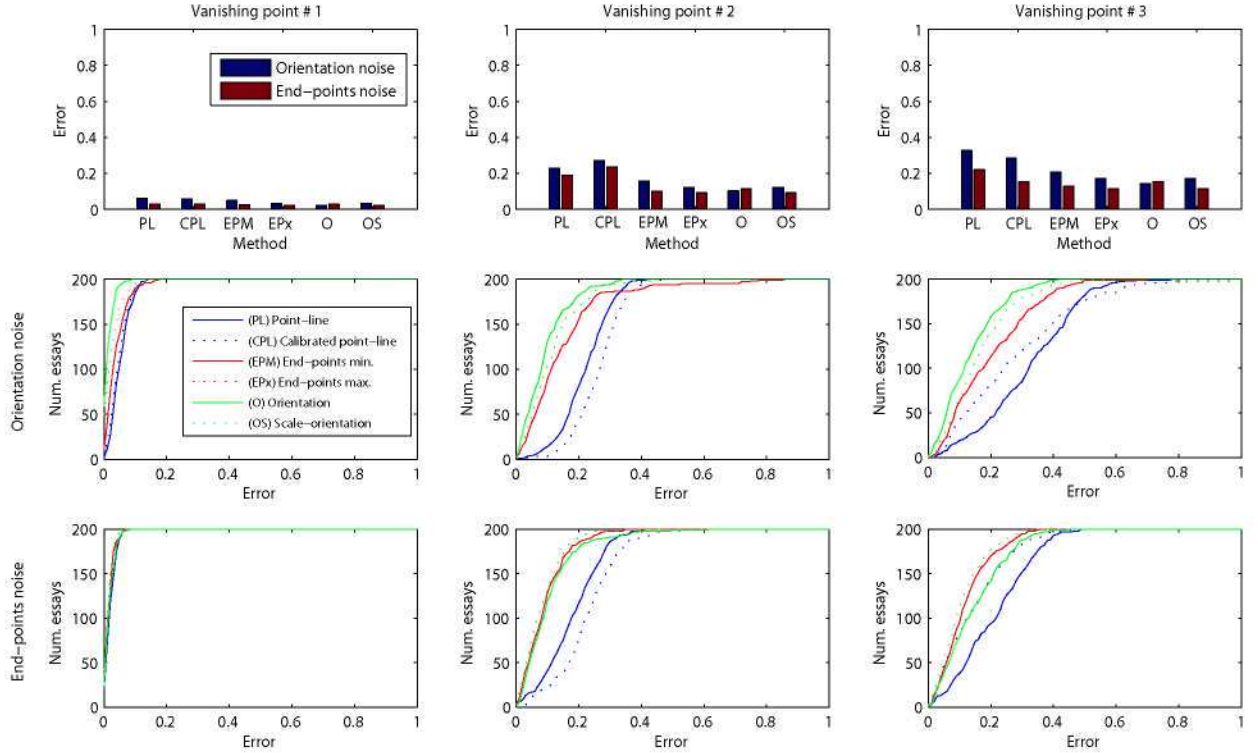 Vanishing point # 1
1
0.8
0.6
0.4
0.2
0
Error
Orientation noise
End-points noise
PL CPL EPM EPx O OS
Method
Vanishing point # 2
1
0.8
0.6
0.4
0.2
0
Error
PL CPL EPM EPx O OS
Method
Vanishing point # 3
1
0.8
0.6
0.4
0.2
0
Error
PL CPL EPM EPx O OS
Method
Orientation noise
200
150
100
50
0
Num. essays
(PL) Point-line
(CPL) Calibrated point-line
(EPM) End-points min.
(EPx) End-points max.
(O) Orientation
(OS) Scale-orientation
0 0.2 0.4 0.6 0.8 1
Error
200
150
100
50
0
Num. essays
0 0.2 0.4 0.6 0.8 1
Error
200
150
100
50
0
Num. essays
0 0.2 0.4 0.6 0.8 1
Error
End-points noise
200
150
100
50
0
Num. essays
0 0.2 0.4 0.6 0.8 1
Error
200
150
100
50
0
Num. essays
0 0.2 0.4 0.6 0.8 1
Error
200
150
100
50
0
Num. essays
0 0.2 0.4 0.6 0.8 1
Error